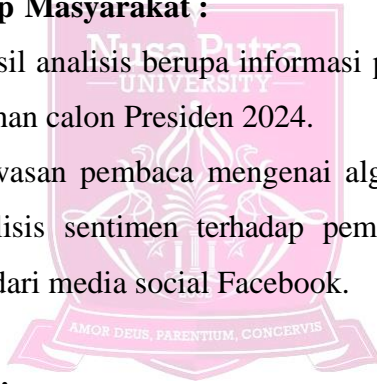 p Masyarakat :
Nusa Putra
UNIVERSITY
sil analisis berupa informasi p
nan calon Presiden 2024.
vasan pembaca mengenai alg
lisis sentimen terhadap pem
dari media social Facebook.
AMOR DEUS, PARENTIUM, CONCERVIS